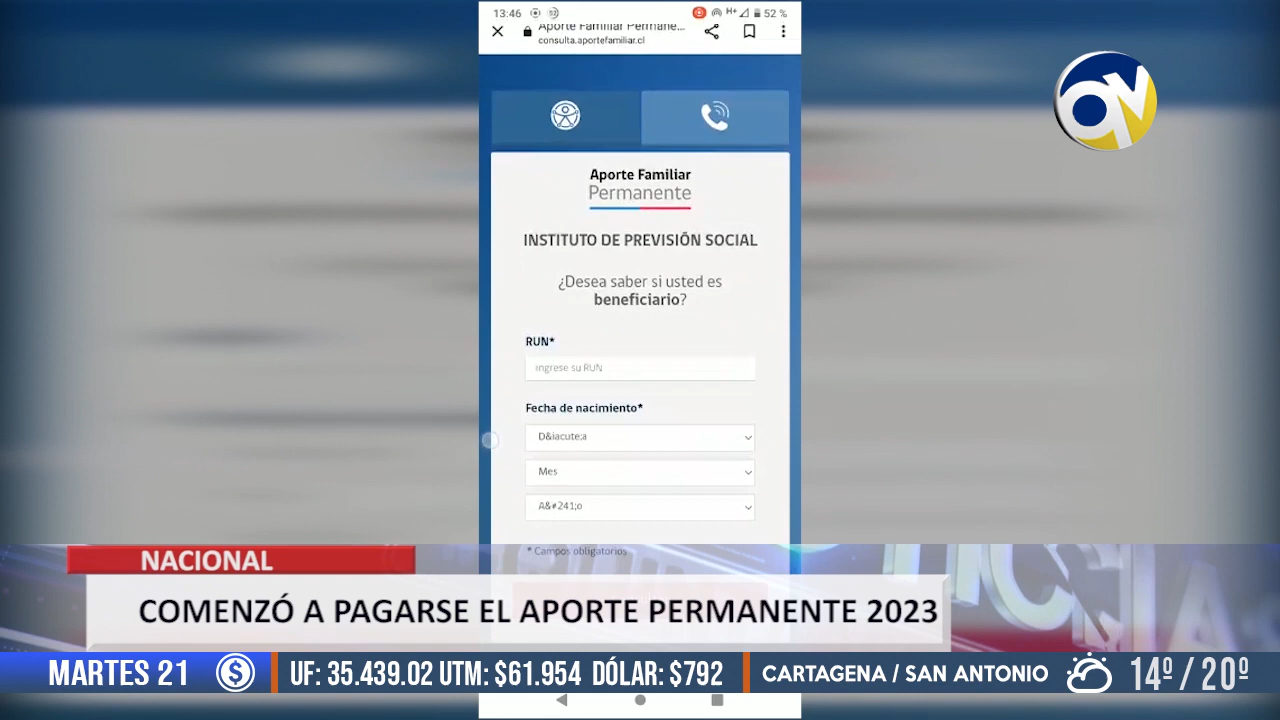 13:46
52
H+
52 %
Aporte Familiar Permane...
consulta.aportefamiliar.cl
Aporte Familiar
Permanente
INSTITUTO DE PREVISIÓN SOCIAL
¿Desea saber si usted es
beneficiario?
RUN*
ingrese su RUN
Fecha de nacimiento*
D&iacute;a
Mes
A&#241;o
* Campos obligatorios
NACIONAL
COMENZÓ A PAGARSE EL APORTE PERMANENTE 2023
MARTES 21 $ UF: 35.439.02 UTM: $61.954 DÓLAR: $792 CARTAGENA / SAN ANTONIO 14º / 20º